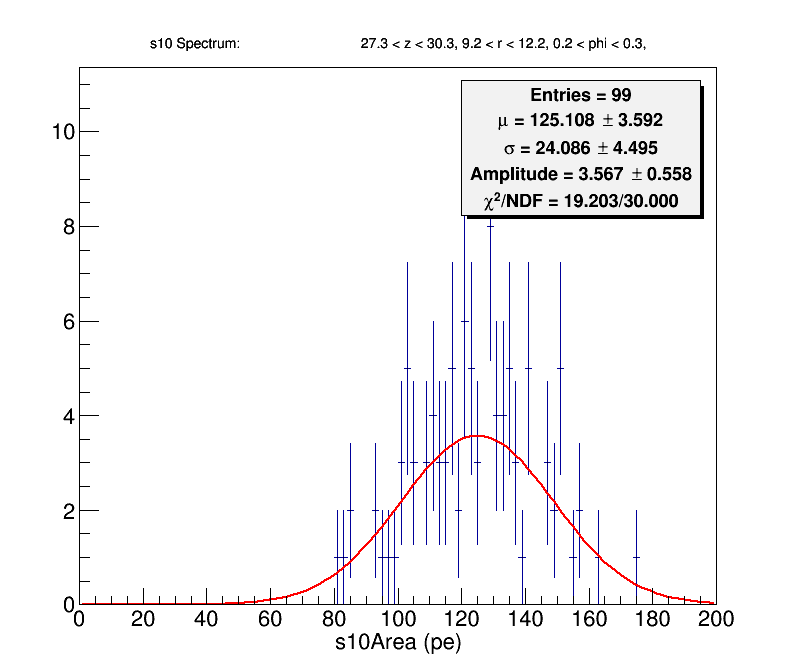 s10 Spectrum: 27.3 < z < 30.3, 9.2 < r < 12.2, 0.2 < phi < 0.3,
Entries = 99
μ = 125.108 ± 3.592
σ = 24.086 ± 4.495
Amplitude = 3.567 ± 0.558
χ²/NDF = 19.203/30.000
10
8
6
4
2
0
0 20 40 60 80 100 120 140 160 180 200
s10Area (pe)